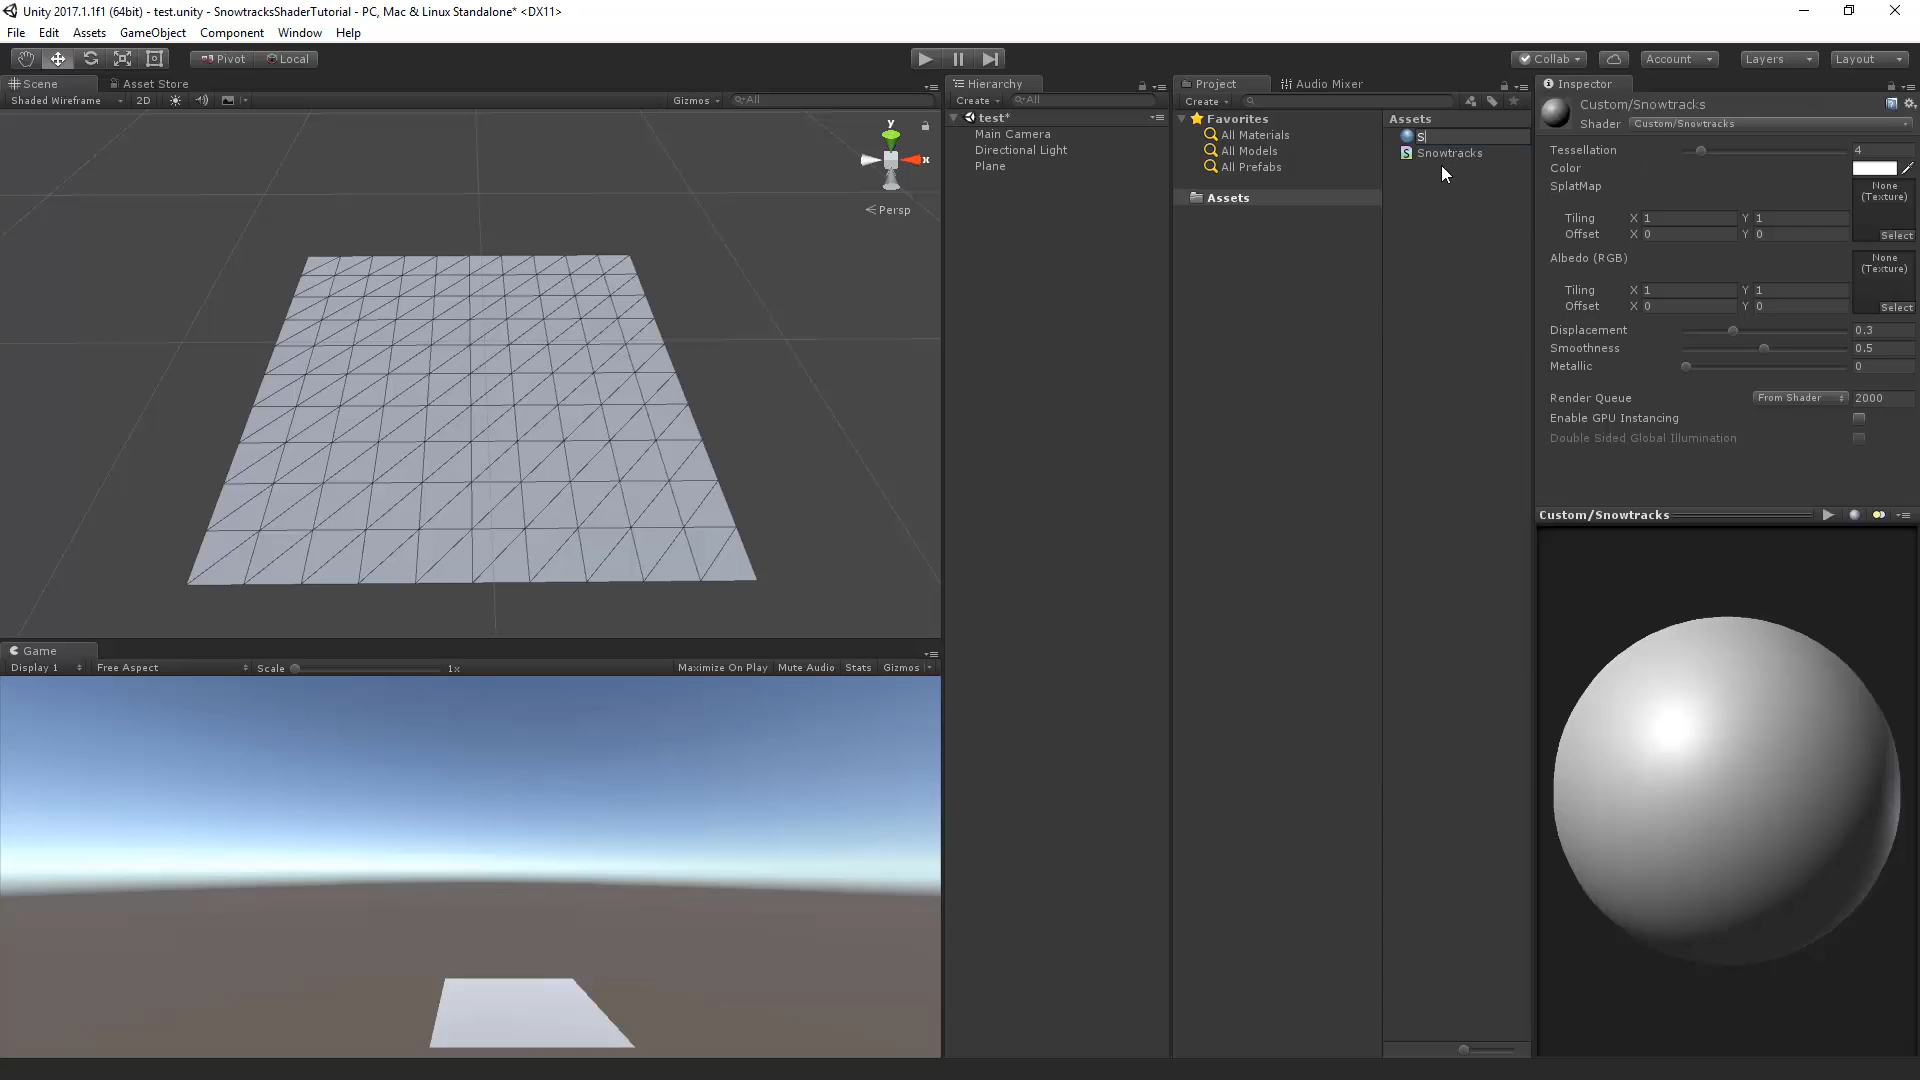 Unity 2017.1.1f1 (64bit) - test.unity - SnowtracksShaderTutorial - PC, Mac & Linux Standalone* <DX11>
File Edit Assets GameObject Component Window Help
Pivot Local Collab Account Layers Layout
Scene Asset Store
Shaded Wireframe 2D Gizmos All
y
x
Persp
Game
Display 1 Free Aspect Scale 1x Maximize On Play Mute Audio Stats Gizmos
Hierarchy
Create All
test*
Main Camera
Directional Light
Plane
Project Audio Mixer
Create
Favorites
All Materials
All Models
All Prefabs
Assets
Assets
S
Snowtracks
Inspector
Custom/Snowtracks
Shader Custom/Snowtracks
Tessellation 4
Color
SplatMap None (Texture)
Tiling X 1 Y 1
Offset X 0 Y 0 Select
Albedo (RGB) None (Texture)
Tiling X 1 Y 1
Offset X 0 Y 0 Select
Displacement 0.3
Smoothness 0.5
Metallic 0
Render Queue From Shader 2000
Enable GPU Instancing
Double Sided Global Illumination
Custom/Snowtracks